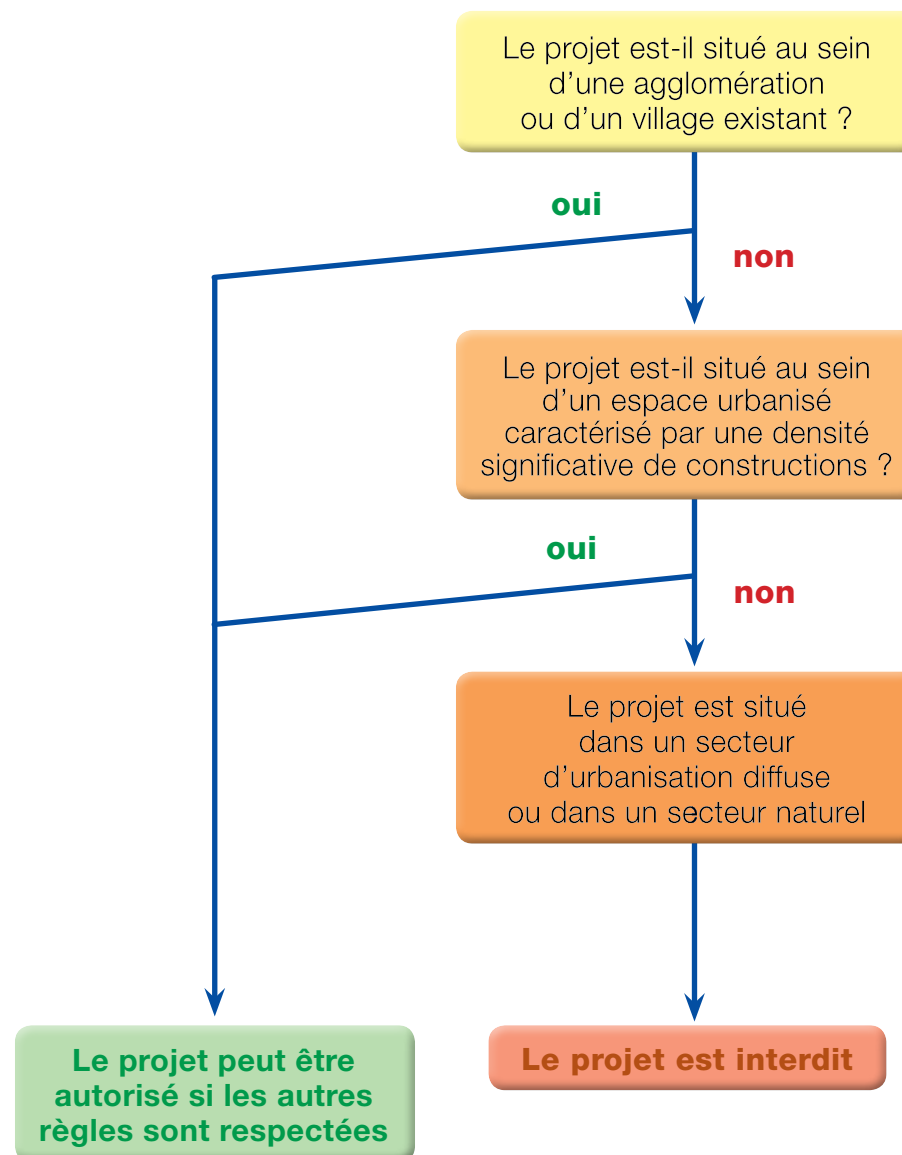 Le projet est-il situé au sein
d’une agglomération
ou d’un village existant ?
oui
non
Le projet est-il situé au sein
d’un espace urbanisé
caractérisé par une densité
significative de constructions ?
oui
non
Le projet est situé
dans un secteur
d’urbanisation diffuse
ou dans un secteur naturel
Le projet peut être
autorisé si les autres
règles sont respectées
Le projet est interdit